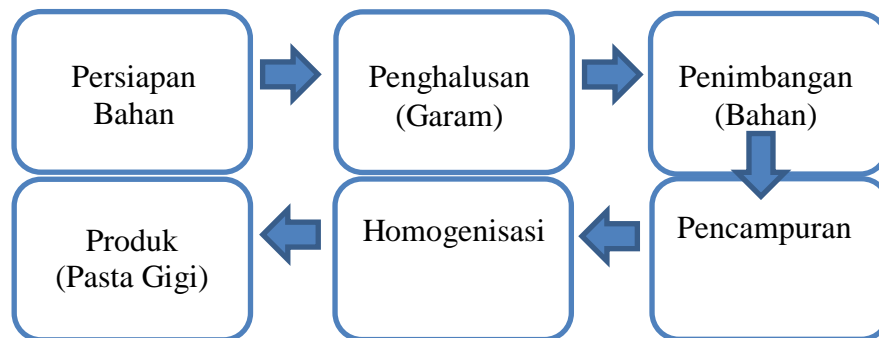 Persiapan
Bahan
Penghalusan
(Garam)
Penimbangan
(Bahan)
Pencampuran
Homogenisasi
Produk
(Pasta Gigi)